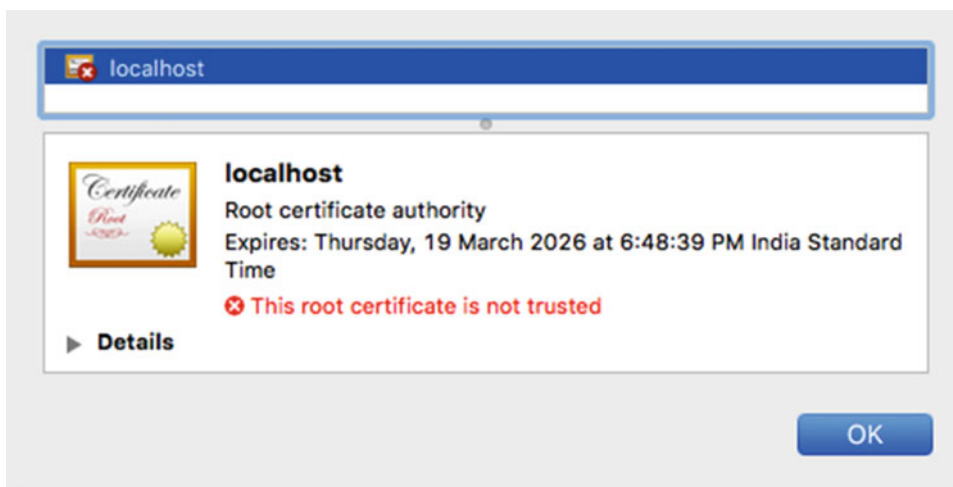 localhost
localhost
Certificate
Root
Root certificate authority
Expires: Thursday, 19 March 2026 at 6:48:39 PM India Standard
Time
This root certificate is not trusted
Details
OK